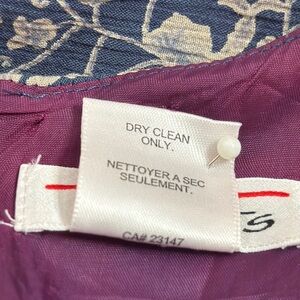 DRY CLEAN
ONLY.
NETTOYER A SEC
SEULEMENT.
CA# 23147